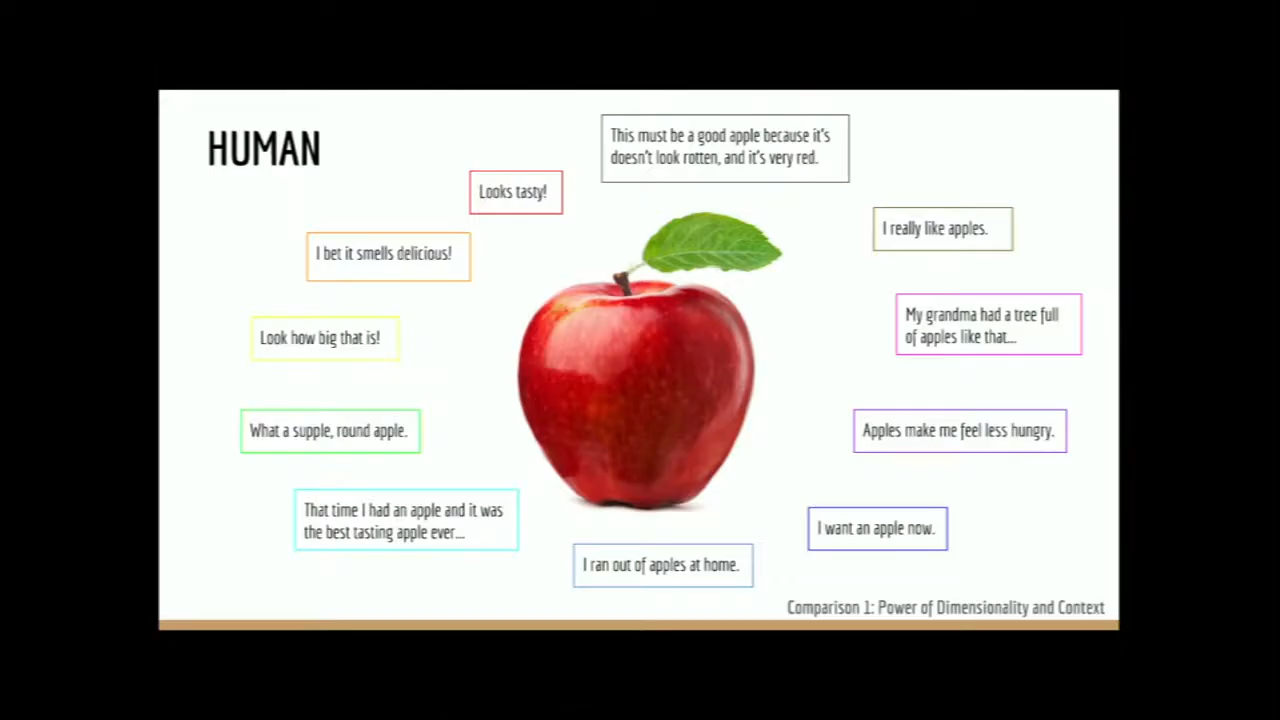 HUMAN
This must be a good apple because it's
doesn't look rotten, and it's very red.
Looks tasty!
I really like apples.
I bet it smells delicious!
My grandma had a tree full
of apples like that...
Look how big that is!
What a supple, round apple.
Apples make me feel less hungry.
That time I had an apple and it was
the best tasting apple ever...
I want an apple now.
I ran out of apples at home.
Comparison 1: Power of Dimensionality and Context